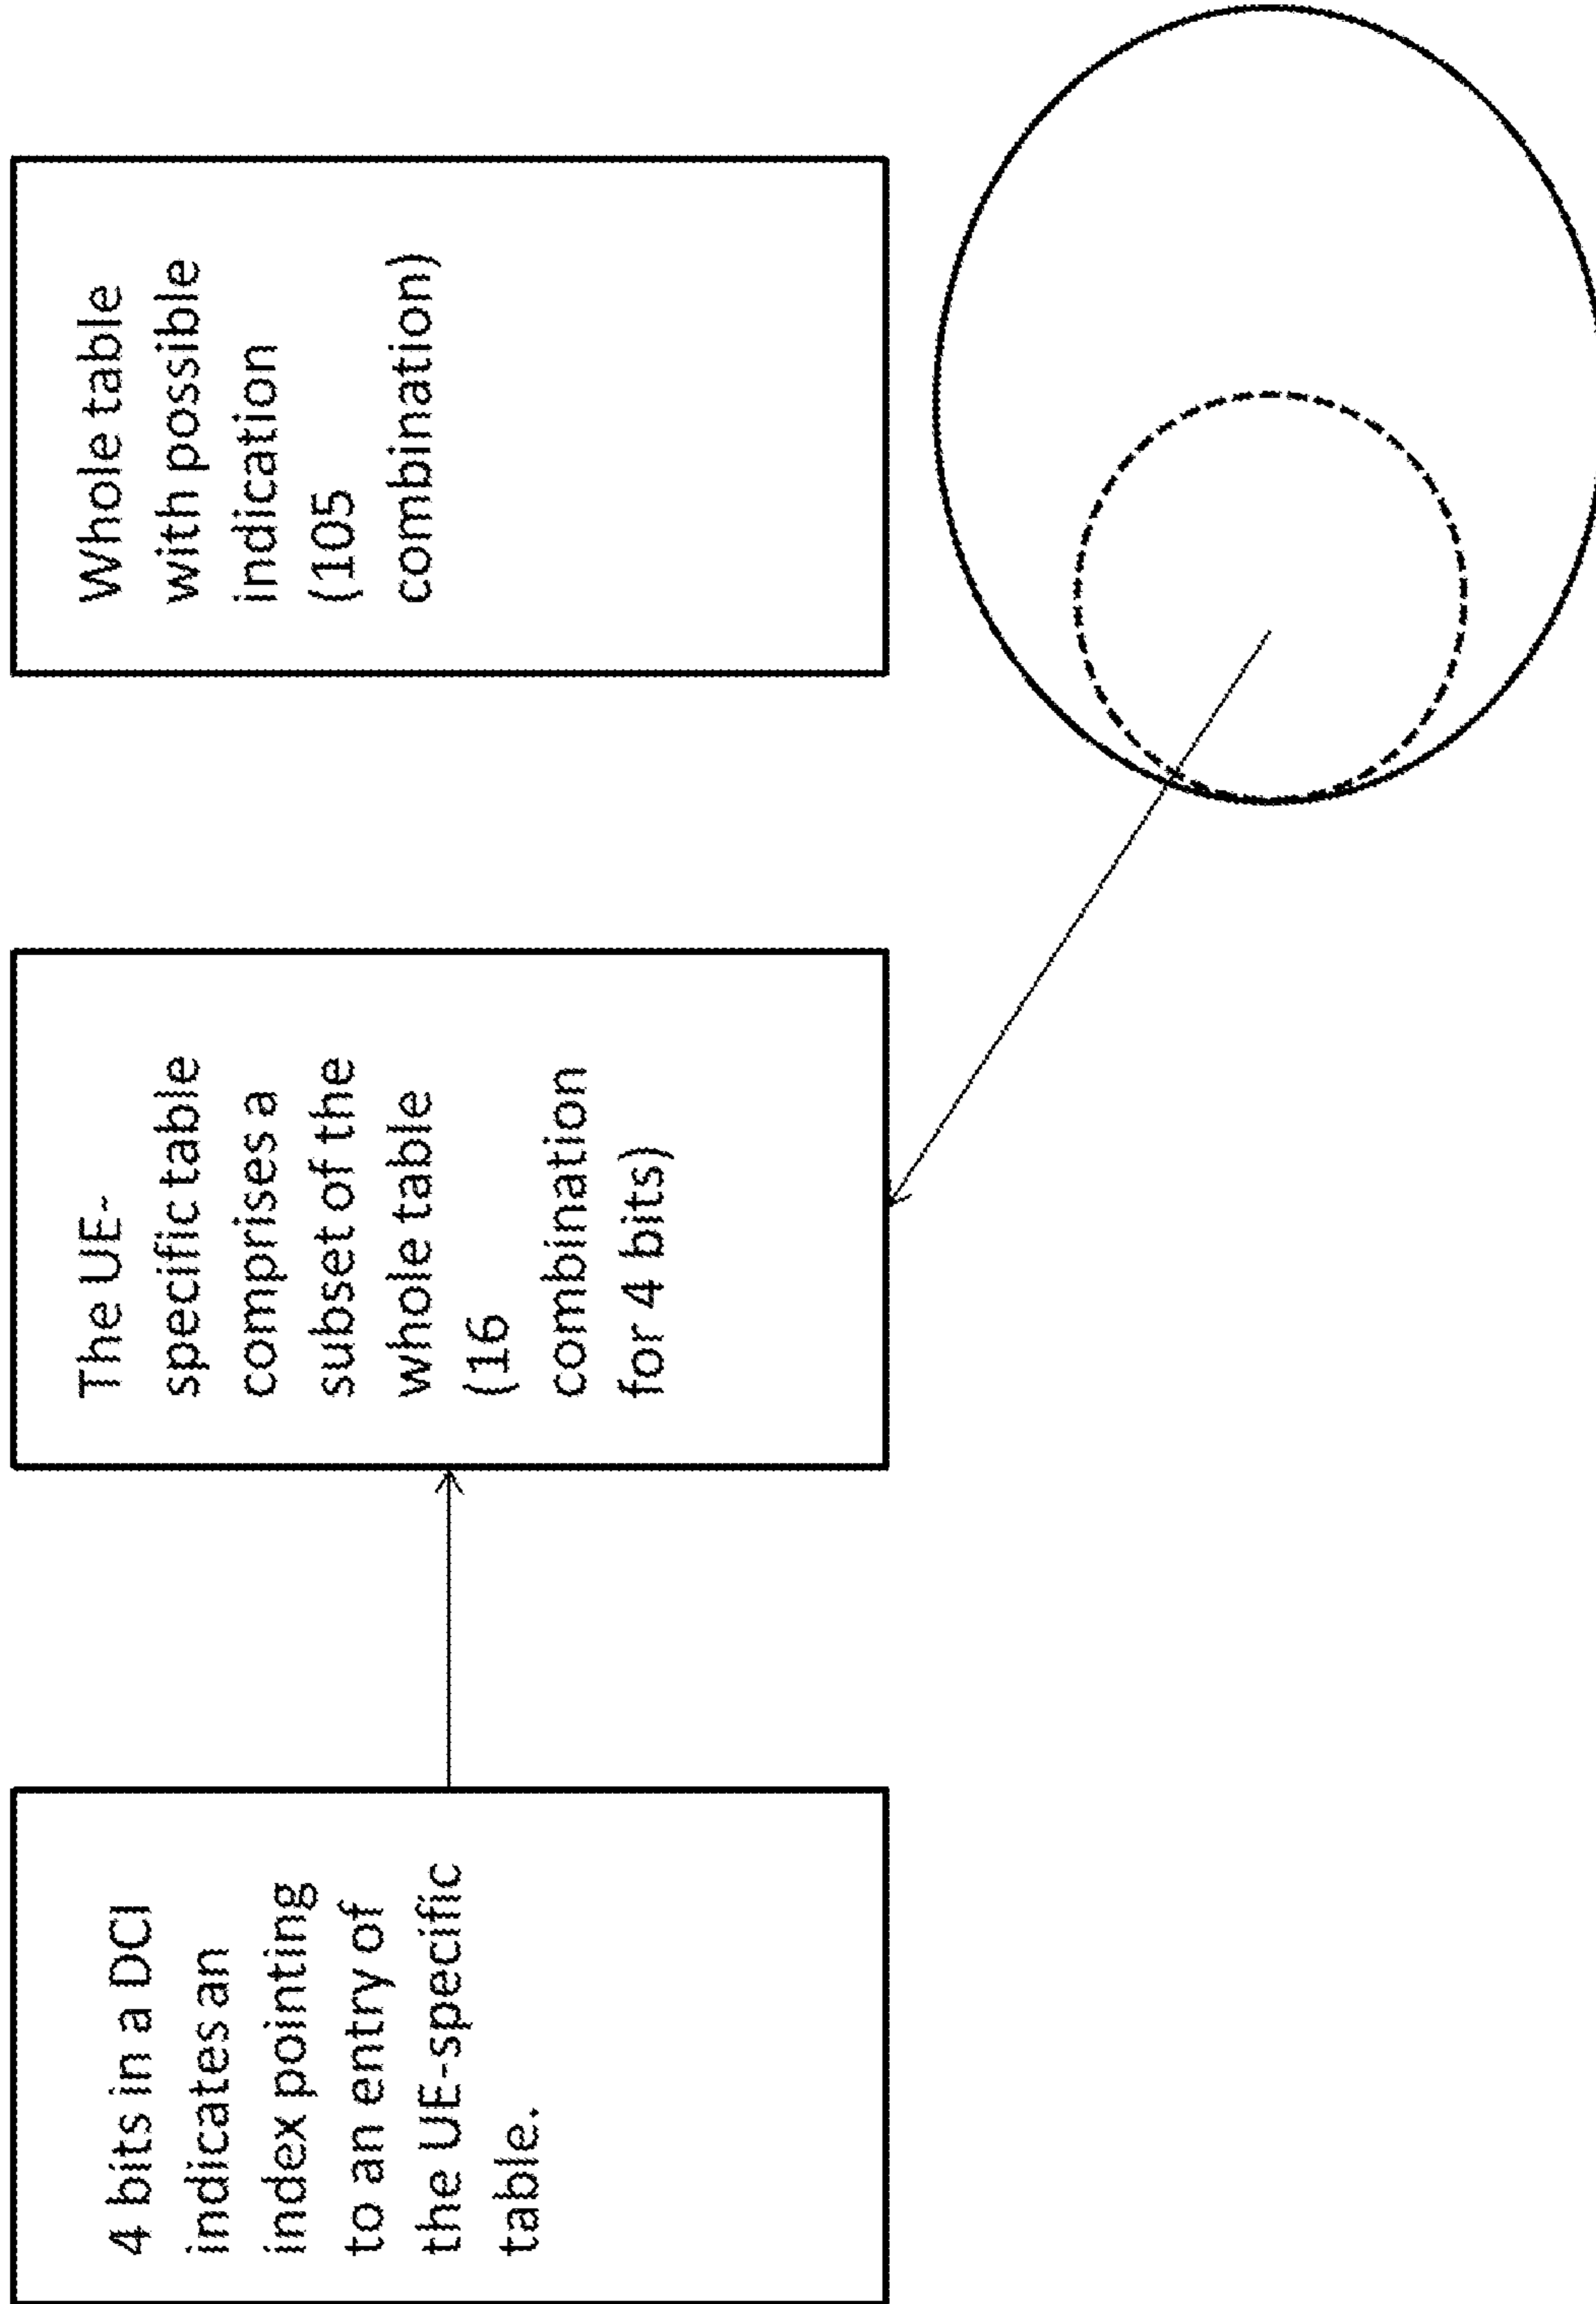 4 bits in a DCI
indicates an
index pointing
to an entry of
the UE-specific
table.
The UE-
specific table
comprises a
subset of the
whole table
(16
combination
for 4 bits)
Whole table
with possible
indication
(105
combination)